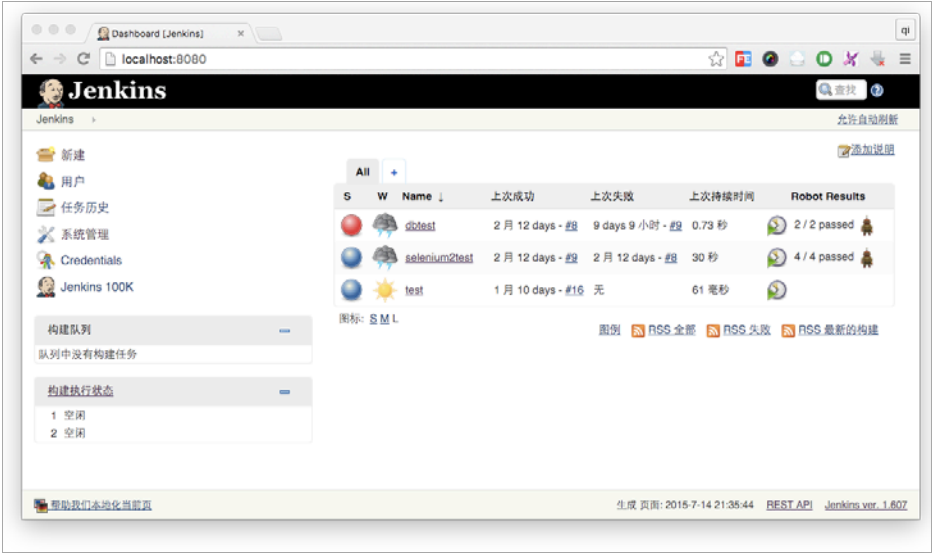 Dashboard [Jenkins]
qi
localhost:8080
Jenkins
查找
Jenkins
允许自动刷新
添加说明
新建
用户
任务历史
系统管理
Credentials
Jenkins 100K
All +
S W Name ↓ 上次成功 上次失败 上次持续时间 Robot Results
dbtest 2 月 12 days - #8 9 days 9 小时 - #9 0.73 秒 2 / 2 passed
selenium2test 2 月 12 days - #9 2 月 12 days - #8 30 秒 4 / 4 passed
test 1 月 10 days - #16 无 61 毫秒
图标: S M L
图例 RSS 全部 RSS 失败 RSS 最新的构建
构建队列
队列中没有构建任务
构建执行状态
1 空闲
2 空闲
帮助我们本地化当前页
生成 页面: 2015-7-14 21:35:44 REST API Jenkins ver. 1.607